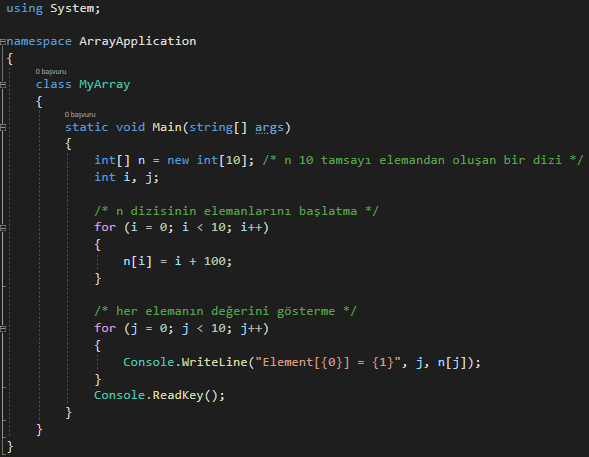 using System;
namespace ArrayApplication
{
0 başvuru
class MyArray
{
0 başvuru
static void Main(string[] args)
{
int[] n = new int[10]; /* n 10 tamsayı elemandan oluşan bir dizi */
int i, j;
/* n dizisinin elemanlarını başlatma */
for (i = 0; i < 10; i++)
{
n[i] = i + 100;
}
/* her elemanın değerini gösterme */
for (j = 0; j < 10; j++)
{
Console.WriteLine("Element[{0}] = {1}", j, n[j]);
}
Console.ReadKey();
}
}
}